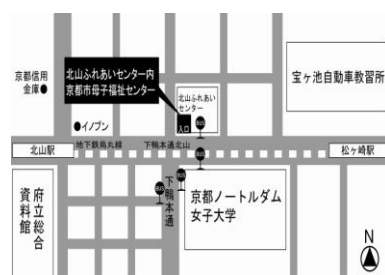 京都信用
金庫●
北山ふれあいセンター内
京都市母子福祉センター
北山ふれあい
センター
入口
BUS
宝ヶ池自動車教習所
●イノブン
北山駅
地下鉄烏丸線
下鴨本通北山
BUS
松ヶ崎駅
BUS
BUS
府立総合
資料館
下鴨本通
京都ノートルダム
女子大学
N